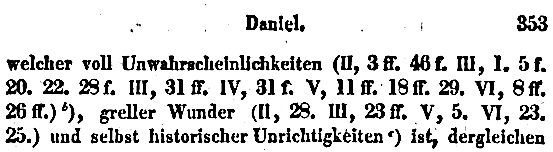 Daniel. 353
welcher voll Unwahrscheinlichkeiten (II, 3 ff. 46 f. III, 1. 5 f.
20. 22. 28 f. III, 31 ff. IV, 31 f. V, 11 ff. 18 ff. 29. VI, 8 ff.
26 ff.) ᵇ), greller Wunder (II, 28. III, 23 ff. V, 5. VI, 23.
25.) und selbst historischer Unrichtigkeiten ᶜ) ist, dergleichen